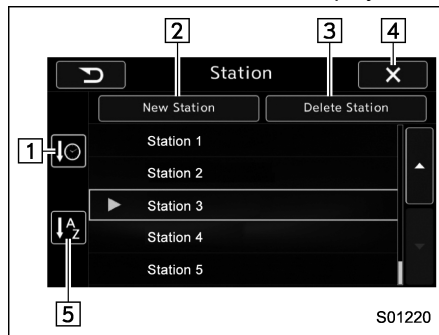 2
3
4
Station
New Station
Delete Station
Station 1
1
Station 2
Station 3
A
Z
Station 4
Station 5
5
S01220